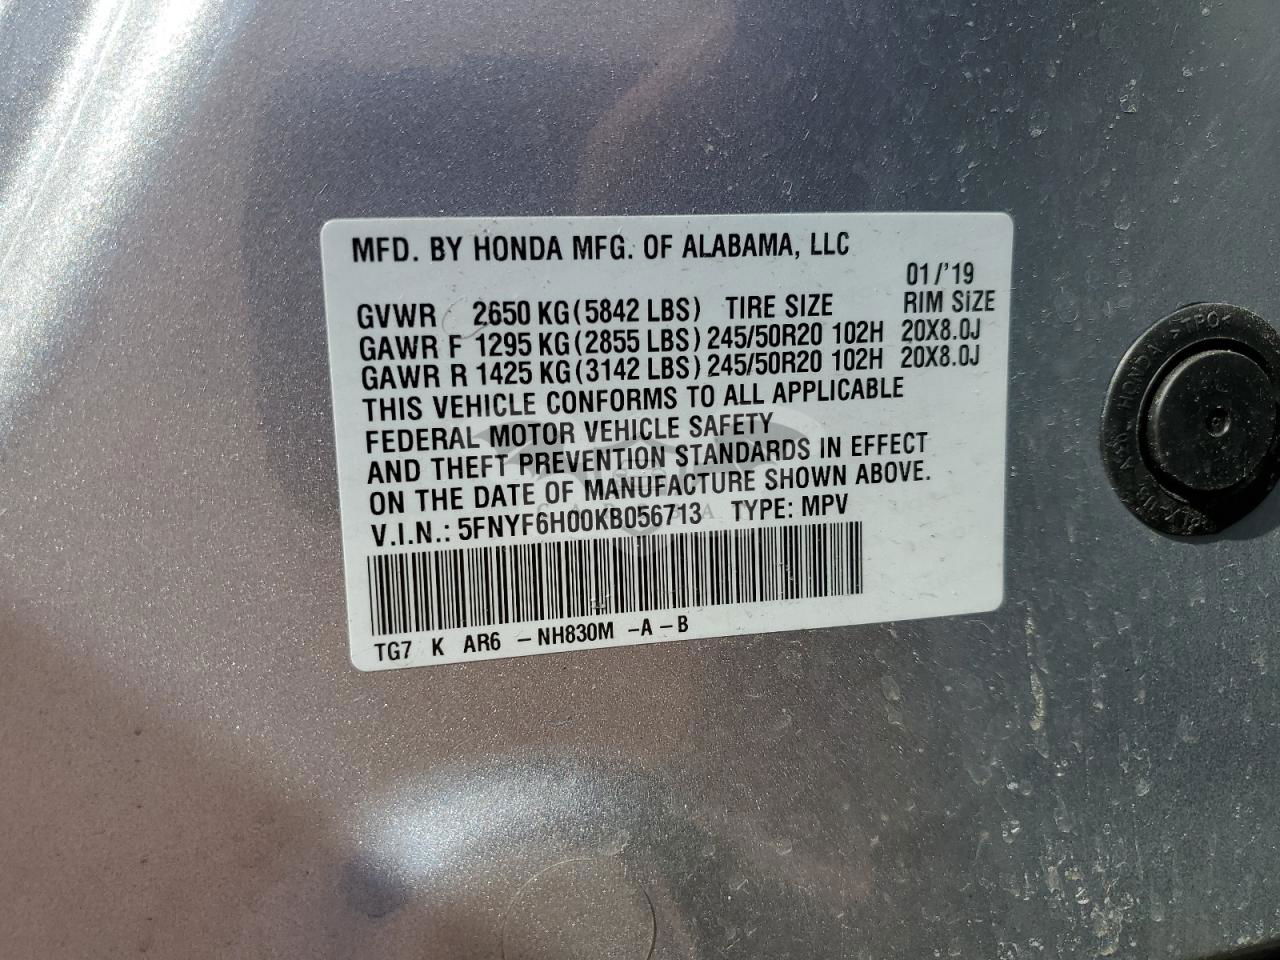 MFD. BY HONDA MFG. OF ALABAMA, LLC
01/'19
GVWR 2650 KG (5842 LBS) TIRE SIZE RIM SIZE
GAWR F 1295 KG (2855 LBS) 245/50R20 102H 20X8.0J
GAWR R 1425 KG (3142 LBS) 245/50R20 102H 20X8.0J
THIS VEHICLE CONFORMS TO ALL APPLICABLE
FEDERAL MOTOR VEHICLE SAFETY
AND THEFT PREVENTION STANDARDS IN EFFECT
ON THE DATE OF MANUFACTURE SHOWN ABOVE.
V.I.N.: 5FNYF6H00KB056713 TYPE: MPV
TG7 K AR6 - NH830M - A - B
HONDA >TPO<